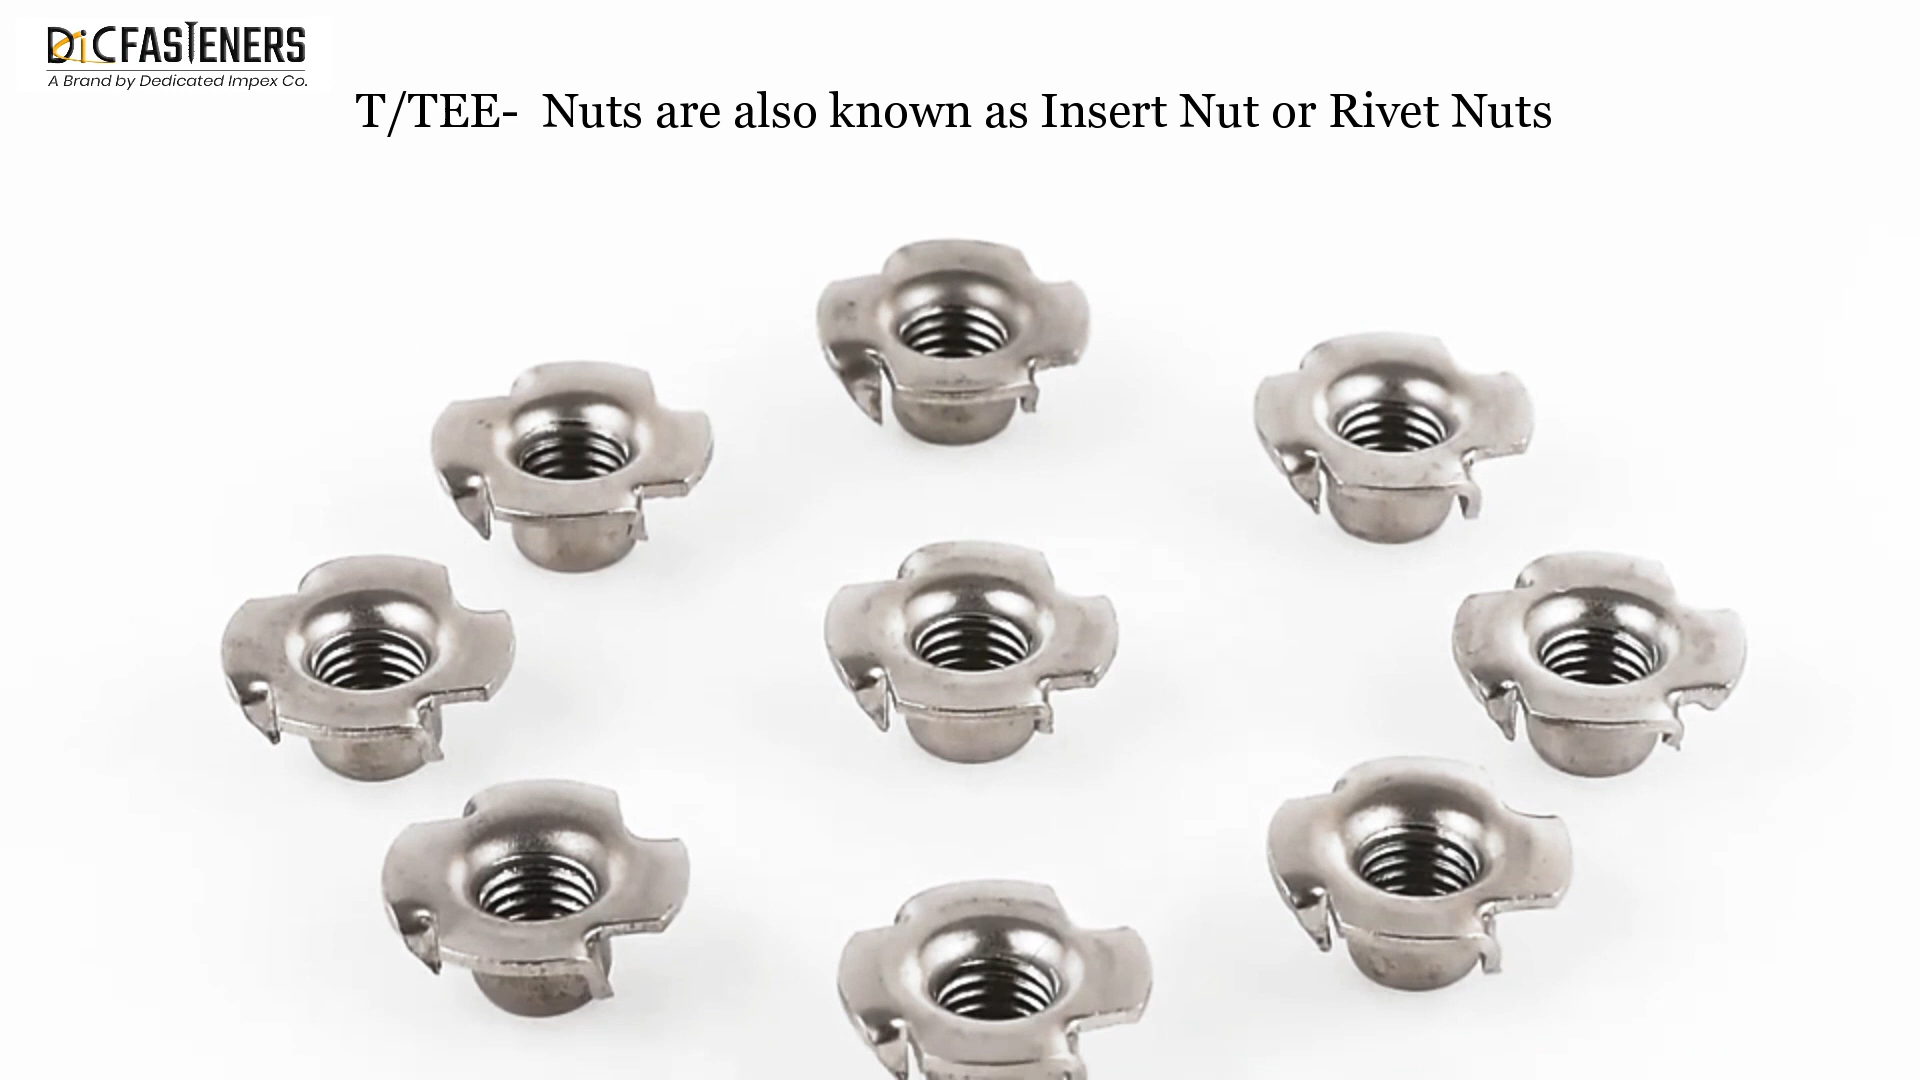 DiCFASTENERS
A Brand by Dedicated Impex Co.
T/TEE-  Nuts are also known as Insert Nut or Rivet Nuts